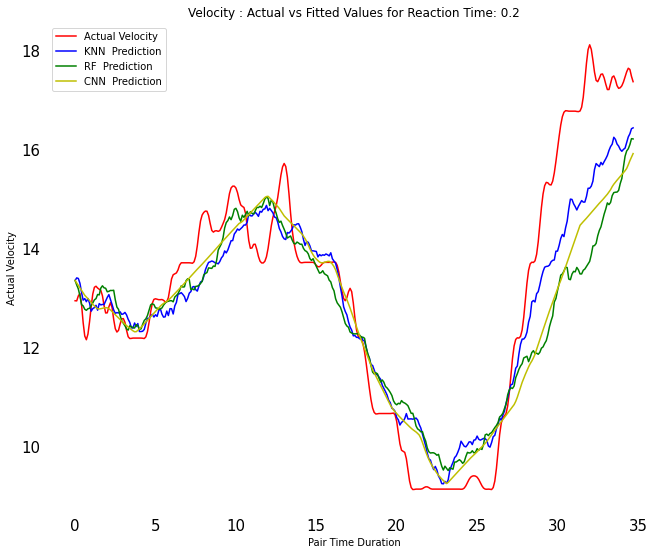 Velocity : Actual vs Fitted Values for Reaction Time: 0.2
Actual Velocity
KNN  Prediction
RF  Prediction
CNN  Prediction
18
16
14
12
10
Actual Velocity
0 5 10 15 20 25 30 35
Pair Time Duration